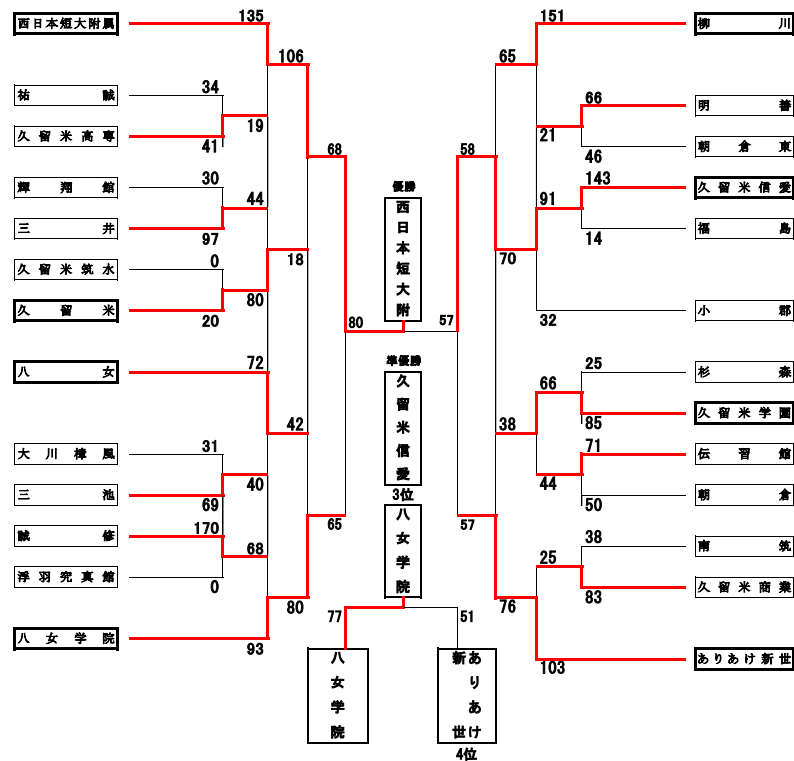 西日本短大附属
135
106
祐誠
34
19
久留米高専
41
68
輝翔館
30
44
三井
97
18
久留米筑水
0
80
久留米
20
八女
72
42
大川樟風
31
40
三池
69
誠修
170
68
浮羽究真館
0
65
80
八女学院
93
優勝
西日本短大附
80
57
準優勝
久留米信愛
3位
八女学院
77
51
八女学院
ありあけ新世
4位
柳川
151
65
明善
66
21
朝倉東
46
58
久留米信愛
143
91
福島
14
70
小郡
32
杉森
25
66
久留米学園
85
38
伝習館
71
44
朝倉
50
57
南筑
38
25
久留米商業
83
76
ありあけ新世
103